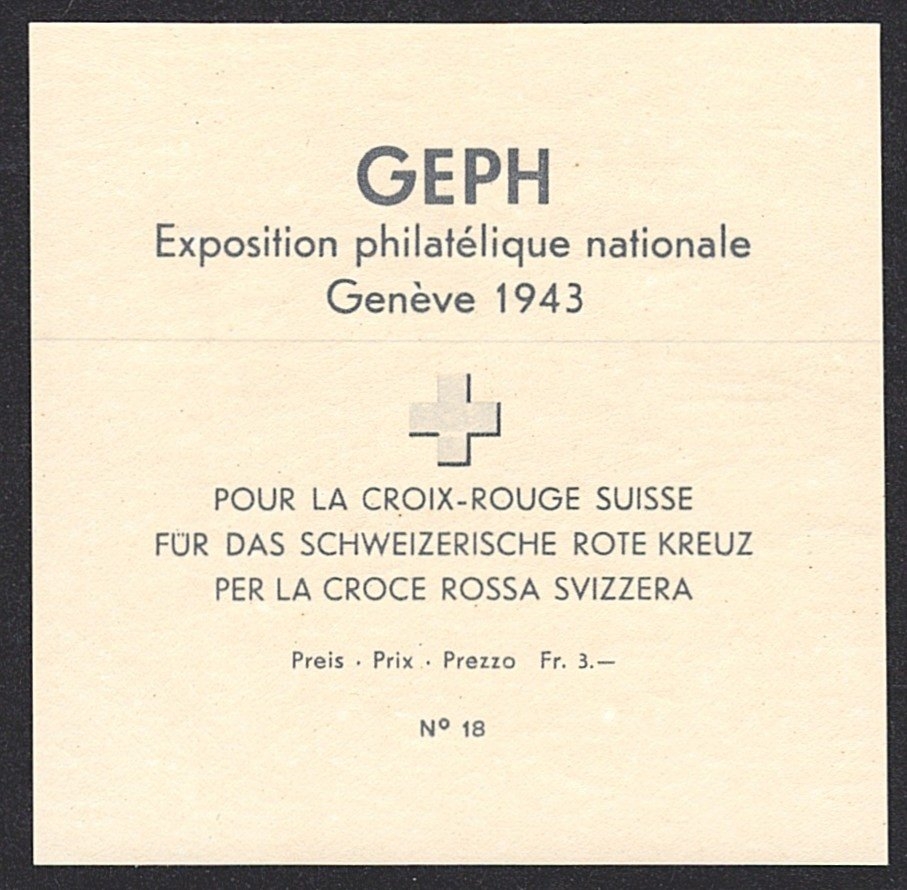 GEPH
Exposition philatélique nationale
Genève 1943
POUR LA CROIX-ROUGE SUISSE
FÜR DAS SCHWEIZERISCHE ROTE KREUZ
PER LA CROCE ROSSA SVIZZERA
Preis · Prix · Prezzo Fr. 3.—
Nº 18